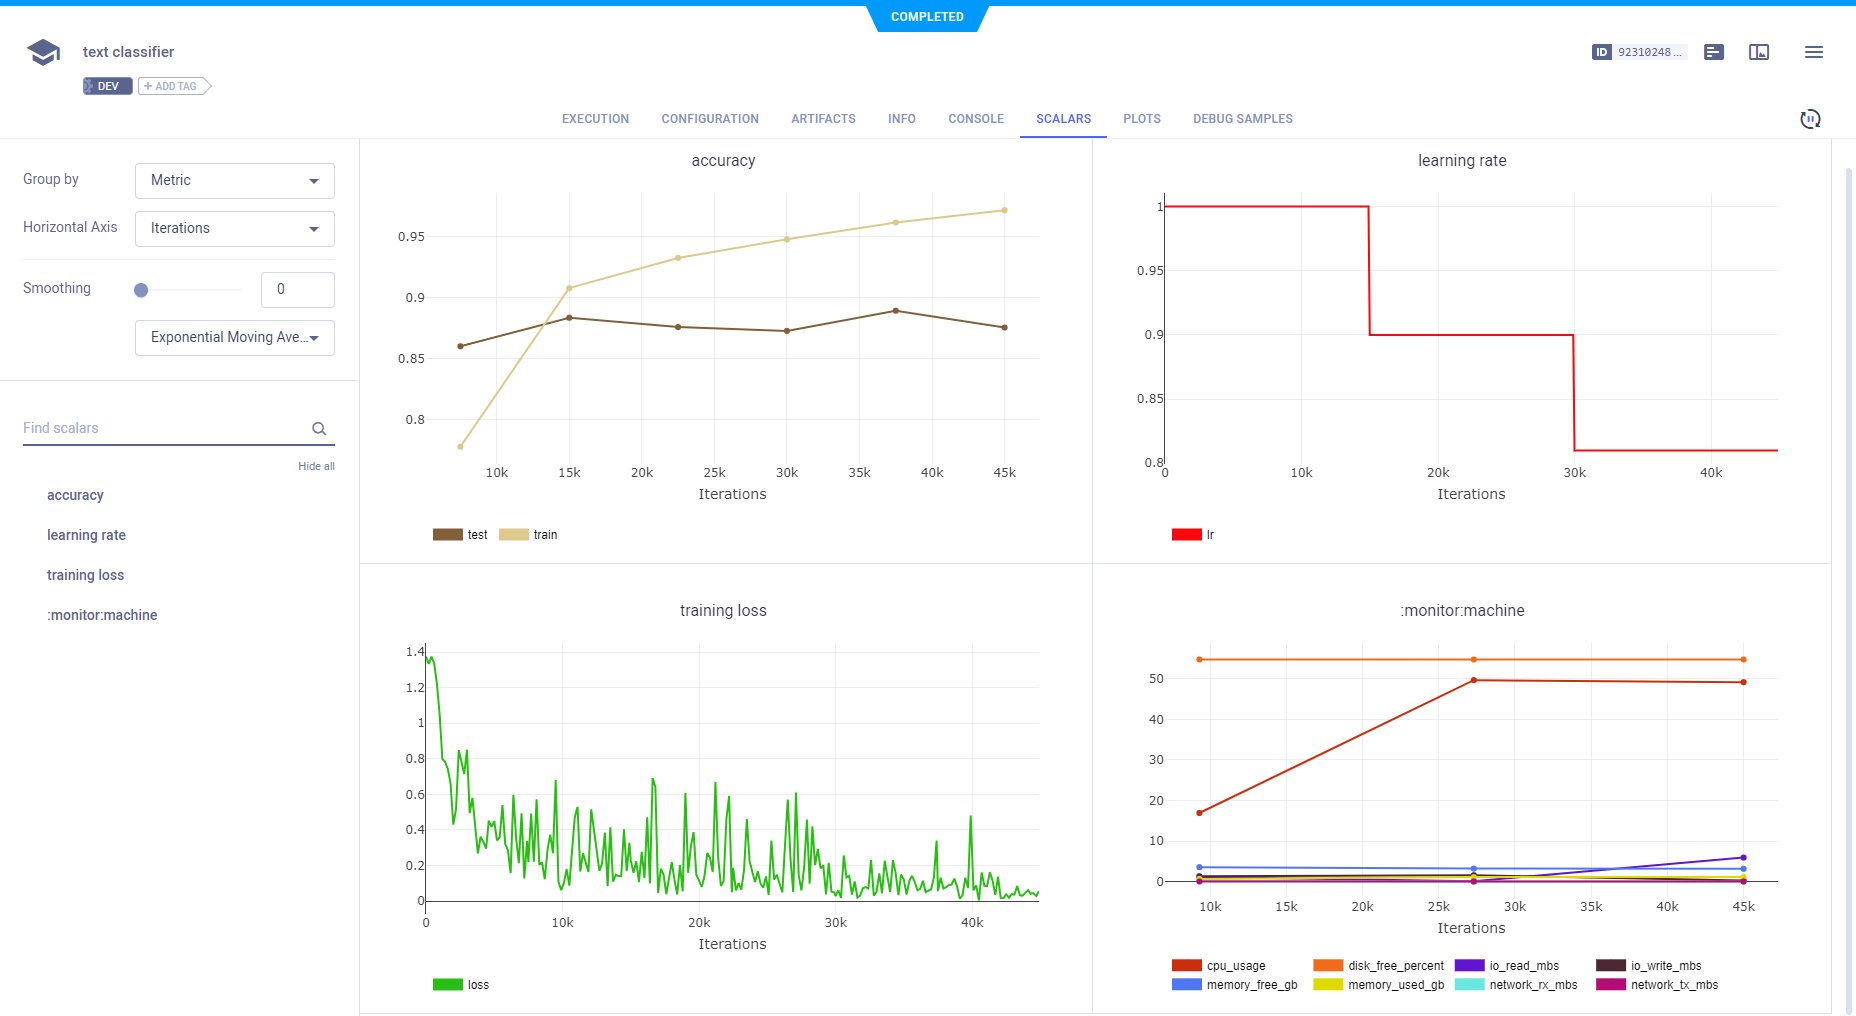 COMPLETED
text classifier
ID 92310248...
DEV + ADD TAG
EXECUTION CONFIGURATION ARTIFACTS INFO CONSOLE SCALARS PLOTS DEBUG SAMPLES
Group by Metric
Horizontal Axis Iterations
Smoothing 0
Exponential Moving Ave...
Find scalars
Hide all
accuracy
learning rate
training loss
:monitor:machine
accuracy
0.95
0.9
0.85
0.8
10k 15k 20k 25k 30k 35k 40k 45k
Iterations
test train
learning rate
1
0.95
0.9
0.85
0.8
0 10k 20k 30k 40k
Iterations
lr
training loss
1.4
1.2
1
0.8
0.6
0.4
0.2
0
0 10k 20k 30k 40k
Iterations
loss
:monitor:machine
50
40
30
20
10
0
10k 15k 20k 25k 30k 35k 40k 45k
Iterations
cpu_usage disk_free_percent io_read_mbs io_write_mbs
memory_free_gb memory_used_gb network_rx_mbs network_tx_mbs